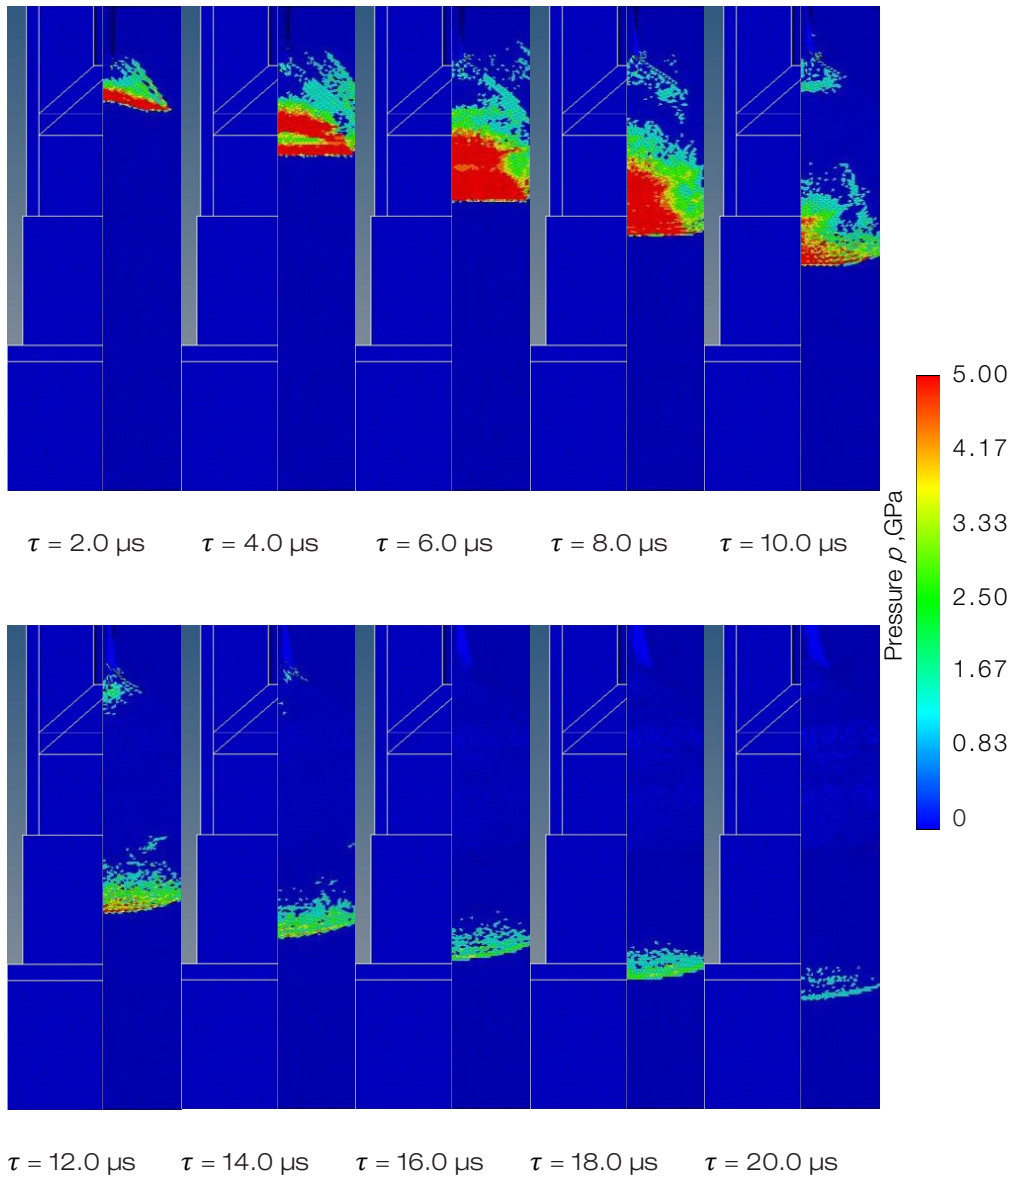 τ = 2.0 µs τ = 4.0 µs τ = 6.0 µs τ = 8.0 µs τ = 10.0 µs
Pressure p ,GPa
5.00
4.17
3.33
2.50
1.67
0.83
0
τ = 12.0 µs τ = 14.0 µs τ = 16.0 µs τ = 18.0 µs τ = 20.0 µs